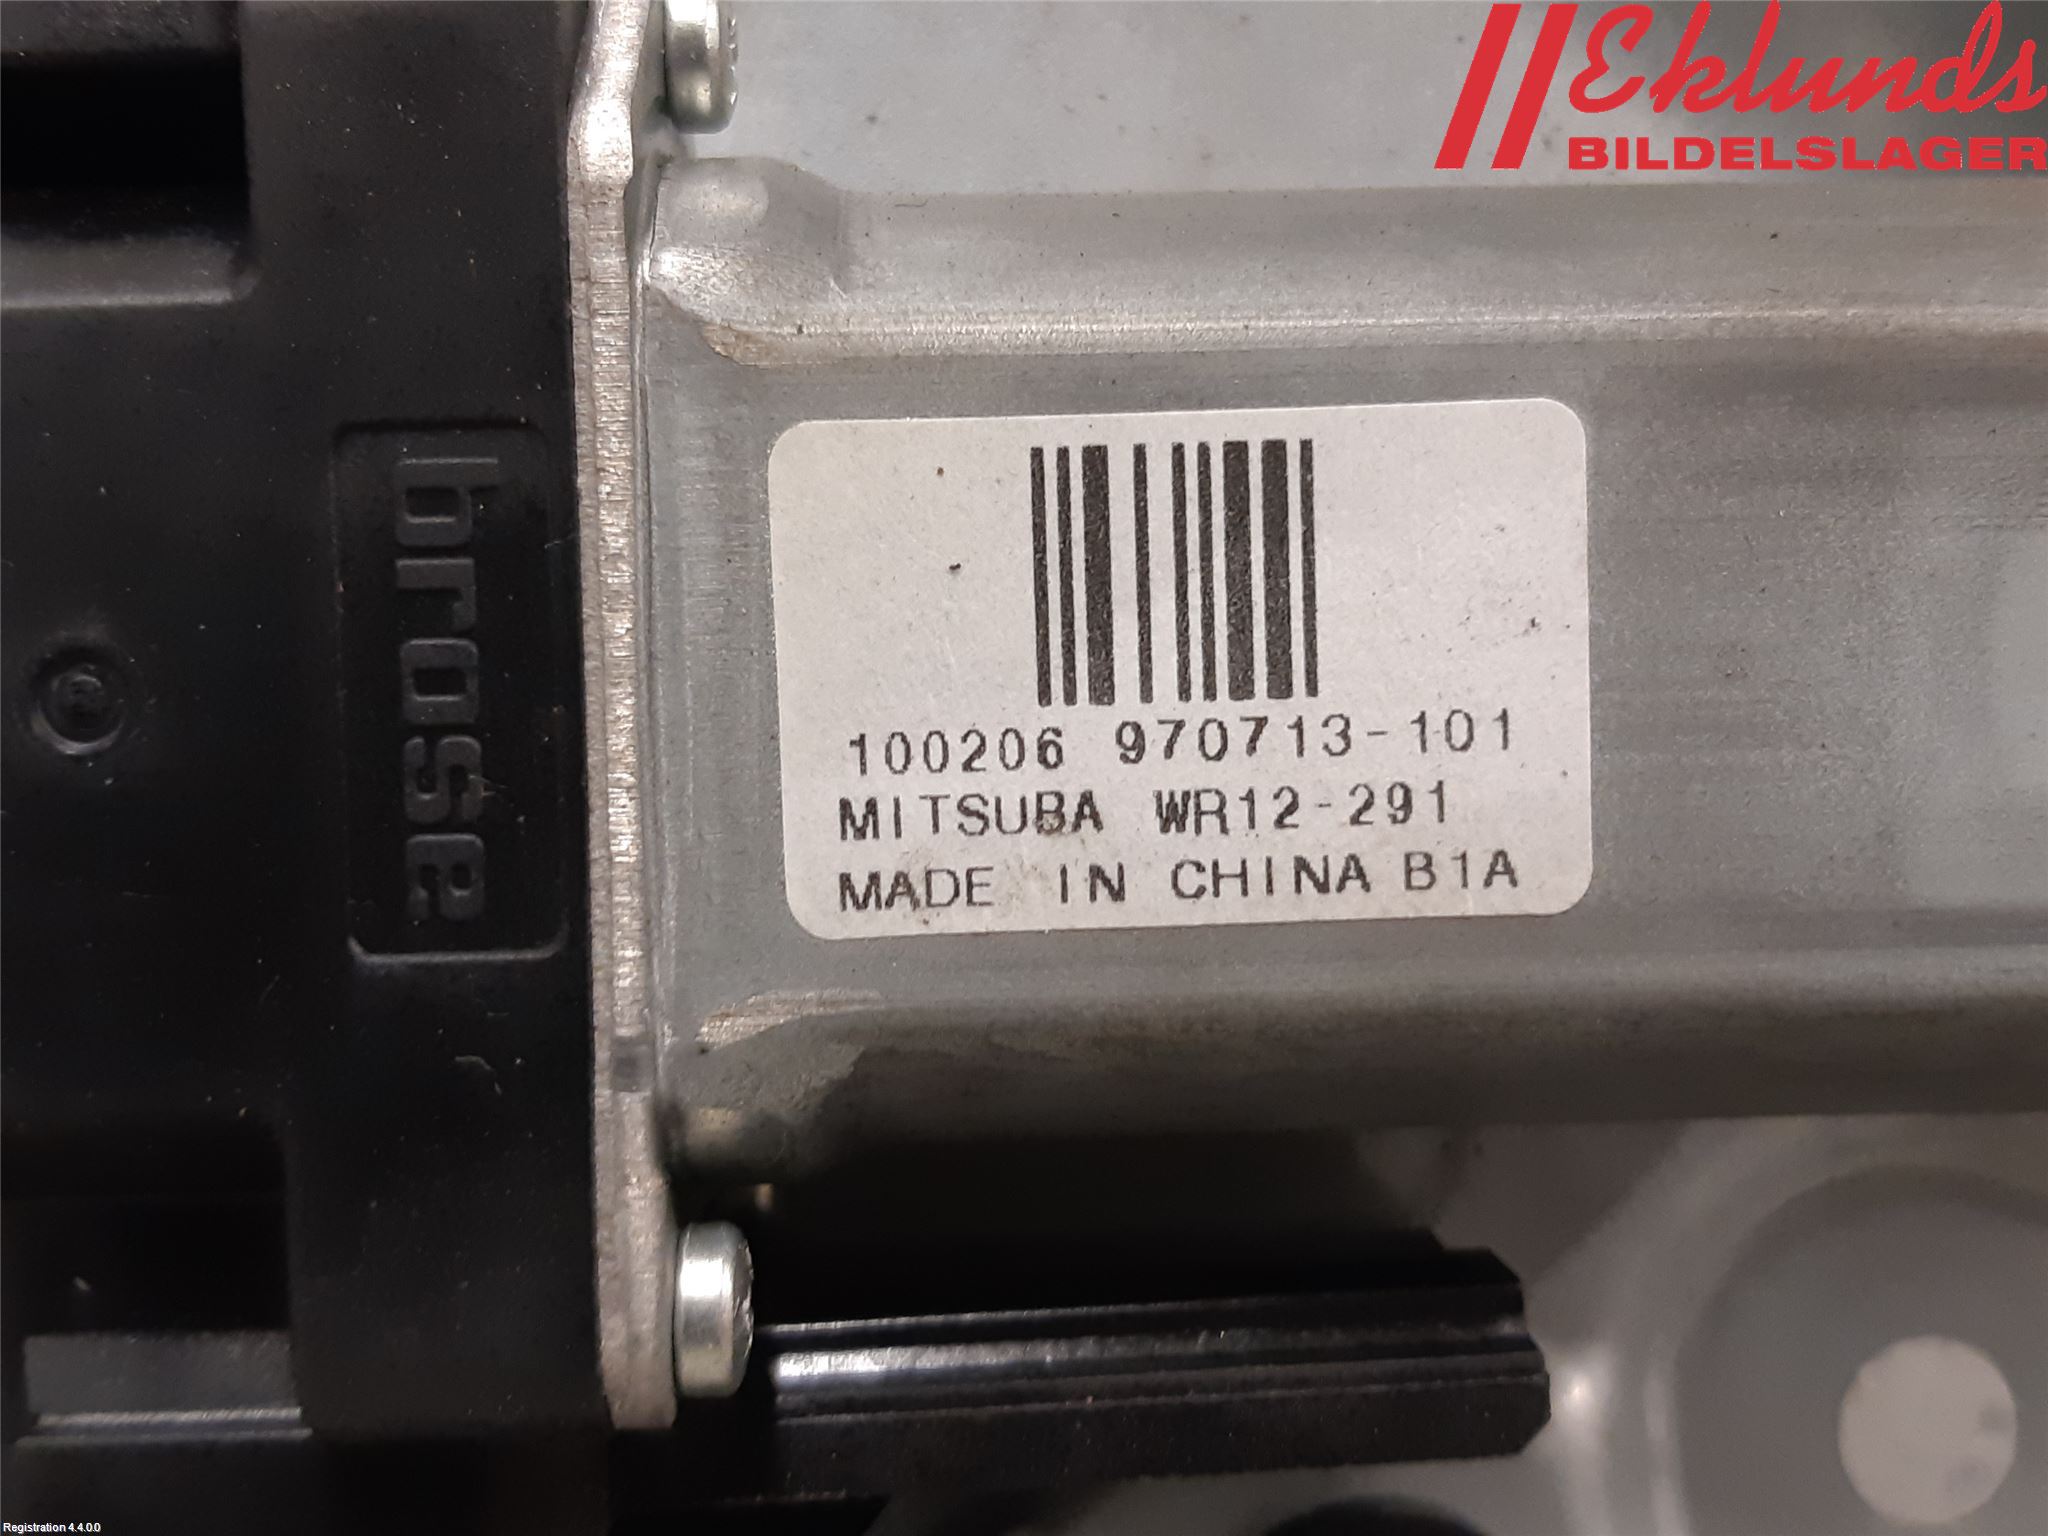 Eklunds
BILDELSLAGER
brose
100206 970713-101
MITSUBA WR12-291
MADE IN CHINA B1A
Registration 4.4.0.0